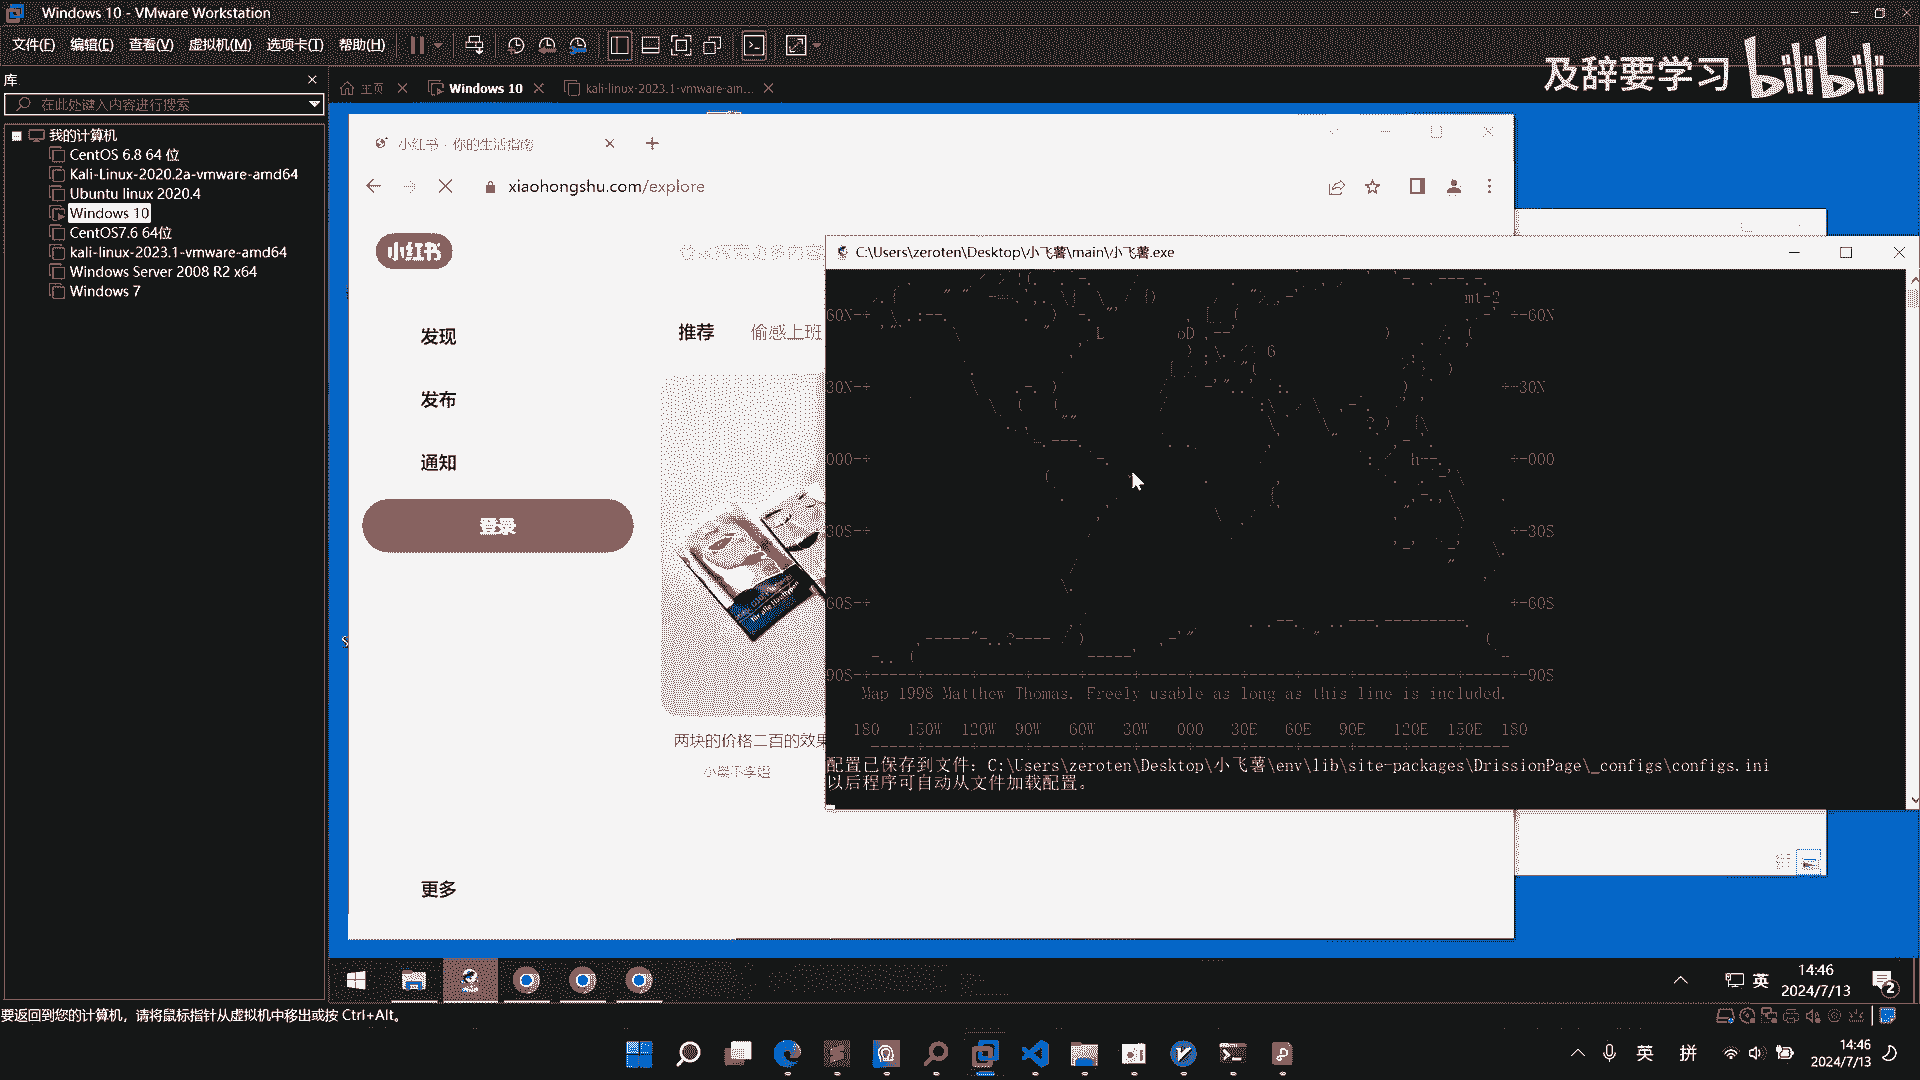 Windows 10 - VMware Workstation
文件(F) 编辑(E) 查看(V) 虚拟机(M) 选项卡(T) 帮助(H)
及辞要学习 bilibili
库
在此处键入内容进行搜索
我的计算机
CentOS 6.8 64 位
Kali-Linux-2020.2a-vmware-amd64
Ubuntu linux 2020.4
Windows 10
CentOS7.6 64位
kali-linux-2023.1-vmware-amd64
Windows Server 2008 R2 x64
Windows 7
主页
Windows 10
kali-linux-2023.1-vmware-am...
小红书 - 你的生活指南
xiaohongshu.com/explore
小红书
发现
发布
通知
登录
更多
推荐
偷感上班
两块的价格二百的效果
C:\Users\zeroten\Desktop\小飞薯\main\小飞薯.exe
mt-2
60N-+ +-60N
30N-+ +-30N
000-+ +-000
30S-+ +-30S
60S-+ +-60S
90S-+ +-90S
Map 1998 Matthew Thomas. Freely usable as long as this line is included.
180 150W 120W 90W 60W 30W 000 30E 60E 90E 120E 150E 180
配置已保存到文件：C:\Users\zeroten\Desktop\小飞薯\env\lib\site-packages\DrissionPage\_configs\configs.ini
以后程序可自动从文件加载配置。
英
14:46
2024/7/13
2
要返回到您的计算机，请将鼠标指针从虚拟机中移出或按 Ctrl+Alt。
英
拼
14:46
2024/7/13